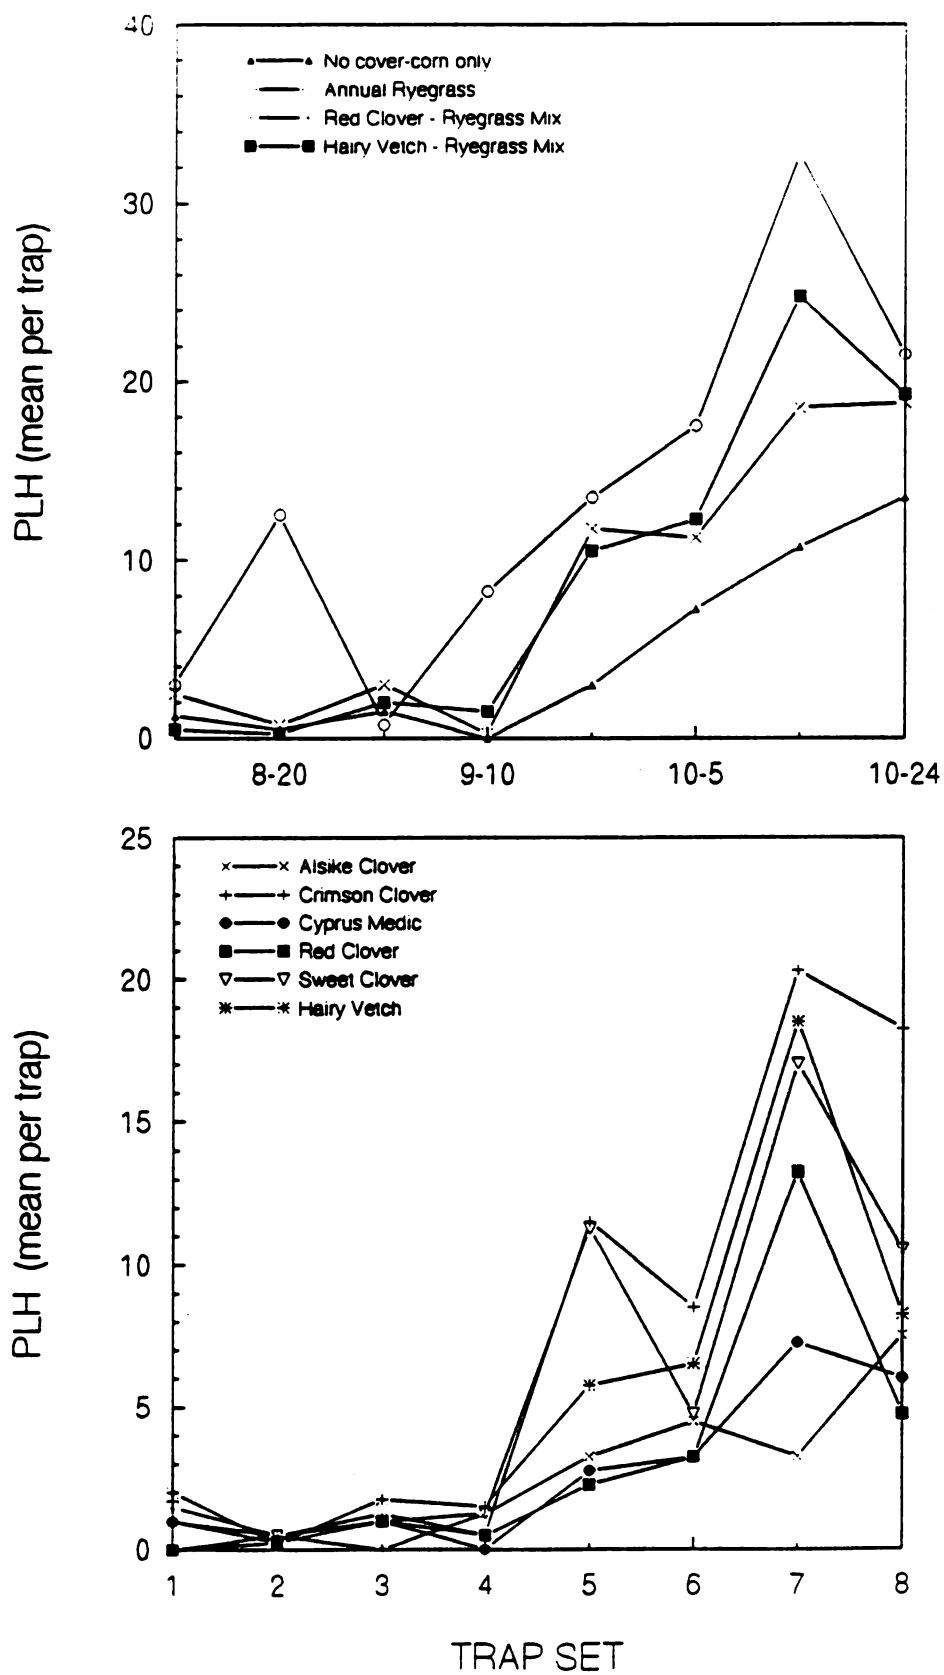 40
No cover-corn only
Annual Ryegrass
Red Clover - Ryegrass Mix
Hairy Vetch - Ryegrass Mix
30
20
10
0
PLH (mean per trap)
8-20 9-10 10-5 10-24
25
Alsike Clover
Crimson Clover
Cyprus Medic
Red Clover
Sweet Clover
Hairy Vetch
20
15
10
5
0
PLH (mean per trap)
1 2 3 4 5 6 7 8
TRAP SET